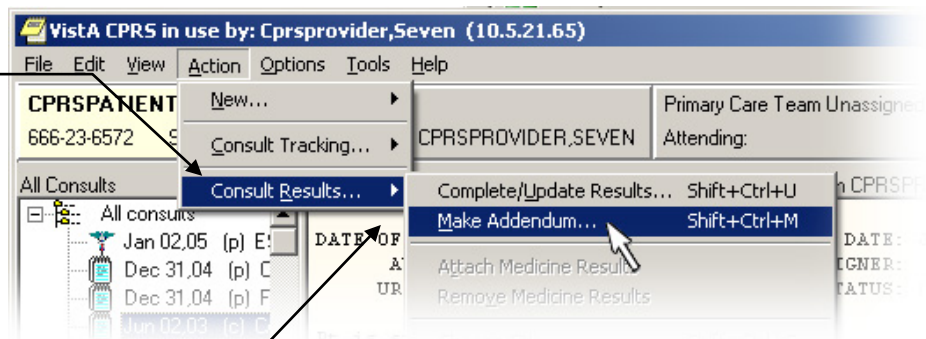 VistA CPRS in use by: Cprsprovider,Seven (10.5.21.65)
File Edit View Action Options Tools Help
CPRSPATIENT
666-23-6572
New...
Consult Tracking...
Consult Results...
CPRSPROVIDER,SEVEN
Primary Care Team Unassigned
Attending:
All Consults
All consults
Jan 02,05 (p)
Dec 31,04 (p)
Dec 31,04 (p)
Jun 02,03 (c)
Complete/Update Results... Shift+Ctrl+U
Make Addendum... Shift+Ctrl+M
Attach Medicine Results
Remove Medicine Results
DATE OF
DATE: